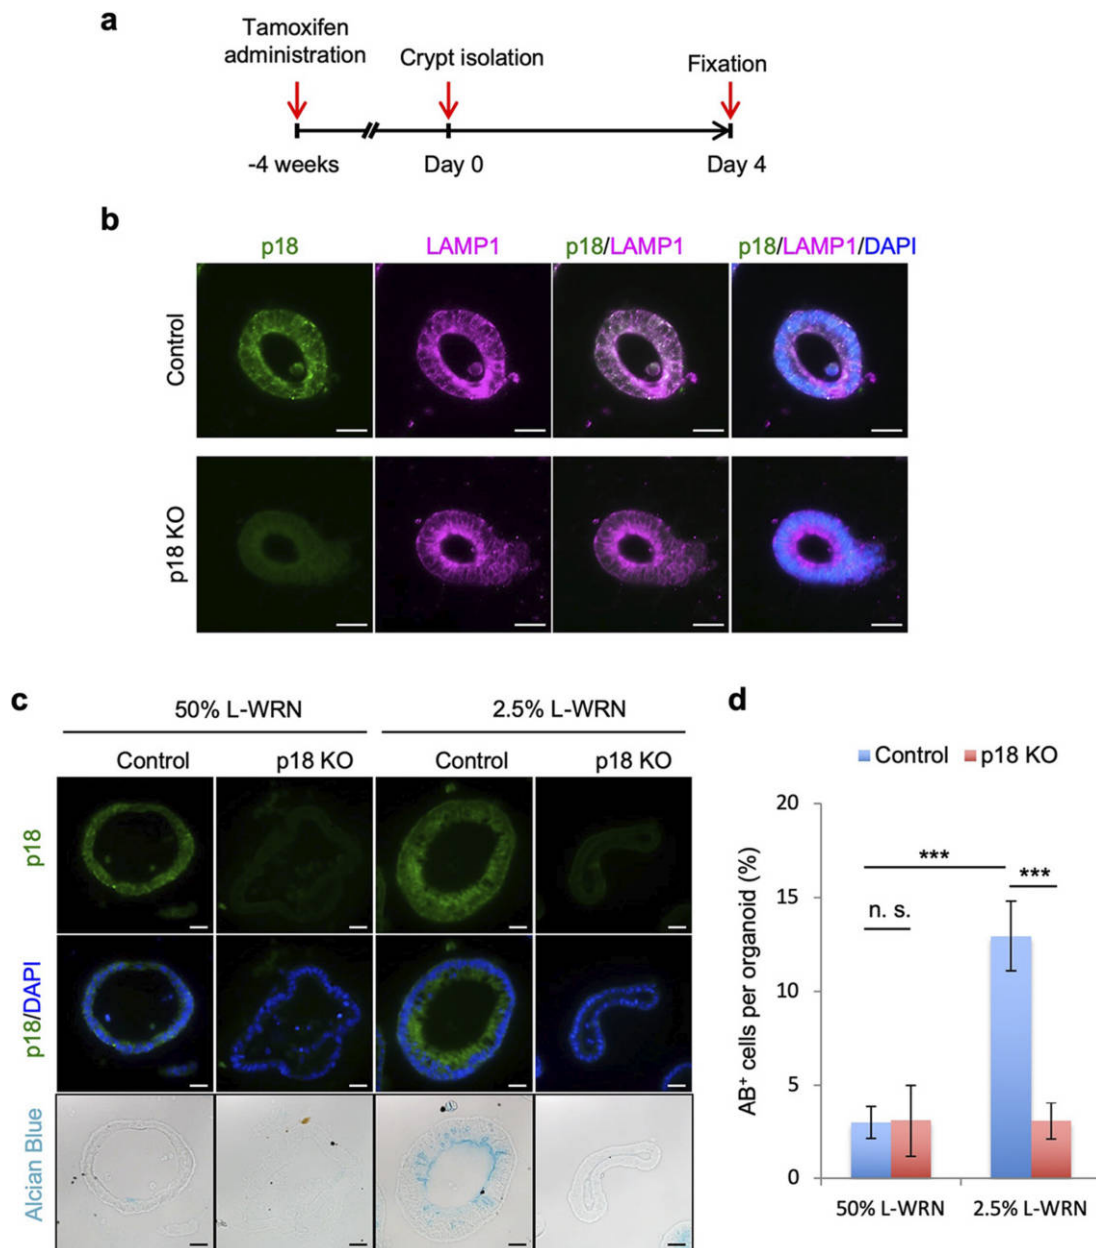 a
Tamoxifen
administration
Crypt isolation
Fixation
-4 weeks
Day 0
Day 4
b
p18
LAMP1
p18/LAMP1
p18/LAMP1/DAPI
Control
p18 KO
c
50% L-WRN
2.5% L-WRN
Control
p18 KO
Control
p18 KO
p18
p18/DAPI
Alcian Blue
d
Control
p18 KO
AB⁺ cells per organoid (%)
20
15
10
5
0
***
***
n. s.
50% L-WRN
2.5% L-WRN